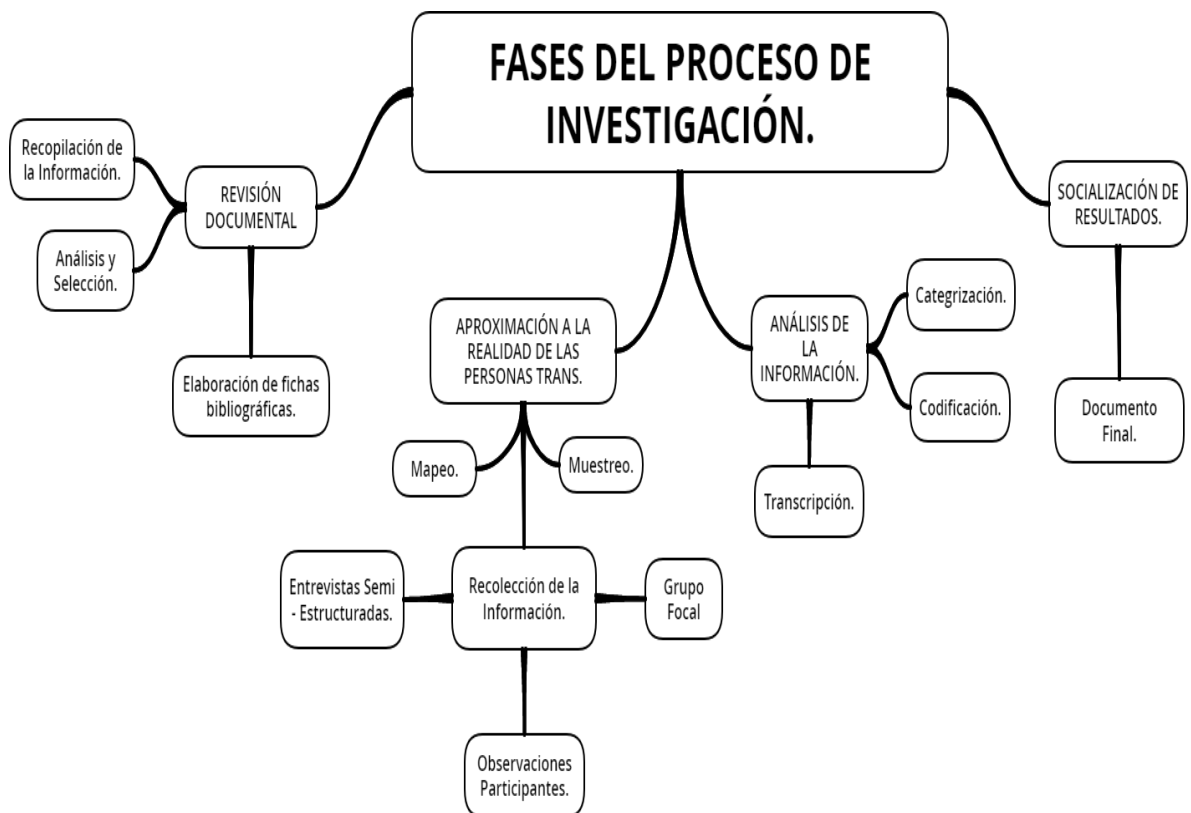 FASES DEL PROCESO DE
INVESTIGACIÓN.
Recopilación de
la Información.
REVISIÓN
DOCUMENTAL
Análisis y
Selección.
Elaboración de fichas
bibliográficas.
APROXIMACIÓN A LA
REALIDAD DE LAS
PERSONAS TRANS.
Mapeo.
Muestreo.
Recolección de la
Información.
Entrevistas Semi
- Estructuradas.
Grupo
Focal
Observaciones
Participantes.
ANÁLISIS DE
LA
INFORMACIÓN.
Categrización.
Codificación.
Transcripción.
SOCIALIZACIÓN DE
RESULTADOS.
Documento
Final.